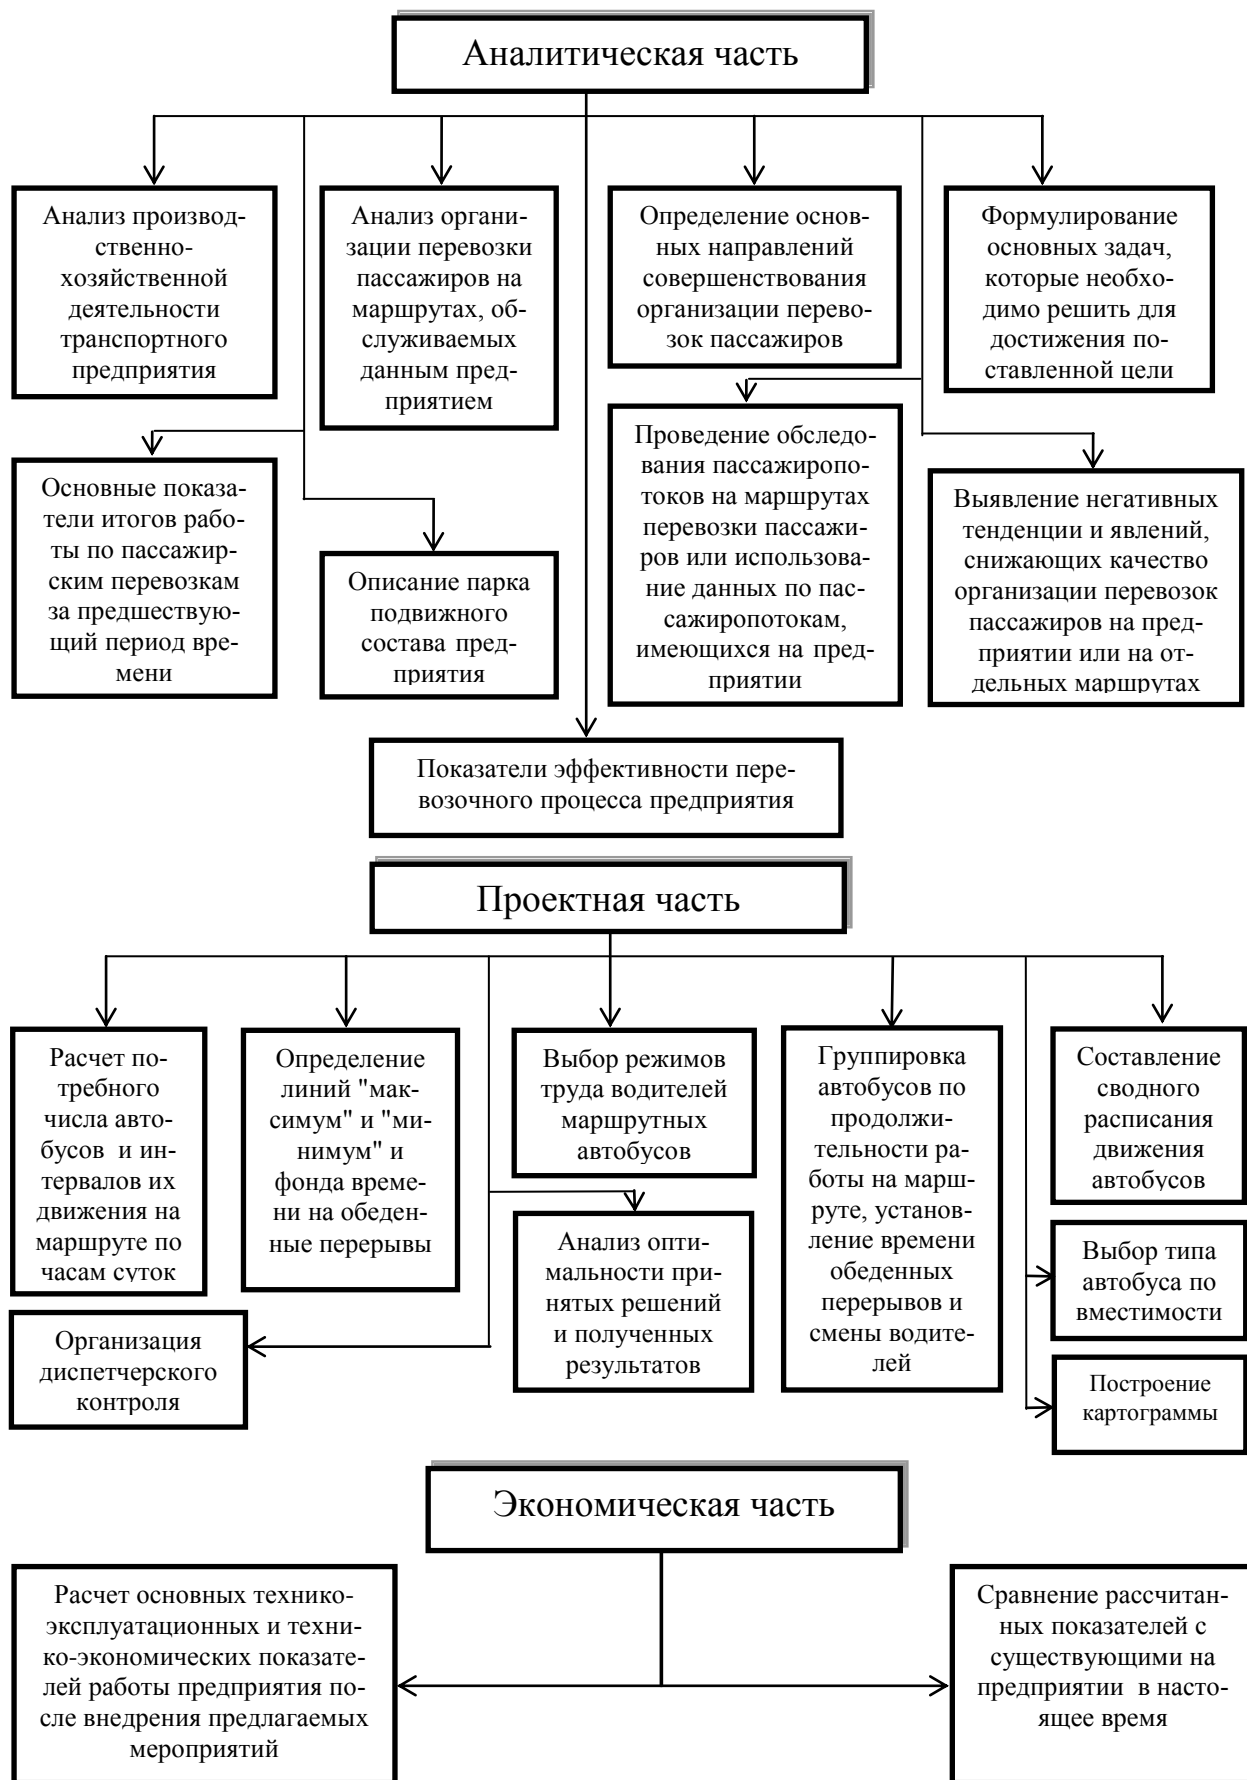 Аналитическая часть
Анализ производ-
ственно-
хозяйственной
деятельности
транспортного
предприятия
Анализ органи-
зации перевозки
пассажиров на
маршрутах, об-
служиваемых
данным пред-
приятием
Определение основ-
ных направлений
совершенствования
организации перево-
зок пассажиров
Формулирование
основных задач,
которые необхо-
димо решить для
достижения по-
ставленной цели
Основные показа-
тели итогов рабо-
ты по пассажир-
ским перевозкам
за предшествую-
щий период вре-
мени
Описание парка
подвижного
состава пред-
приятия
Проведение обследо-
вания пассажиропо-
токов на маршрутах
перевозки пассажи-
ров или использова-
ние данных по пас-
сажиропотокам,
имеющихся на пред-
приятии
Выявление негативных
тенденции и явлений,
снижающих качество
организации перевозок
пассажиров на пред-
приятии или на от-
дельных маршрутах
Показатели эффективности пере-
возочного процесса предприятия
Проектная часть
Расчет по-
требного
числа авто-
бусов и ин-
тервалов их
движения на
маршруте по
часам суток
Определение
линий "мак-
симум" и "ми-
нимум" и
фонда време-
ни на обеден-
ные перерывы
Выбор режимов
труда водителей
маршрутных
автобусов
Группировка
автобусов по
продолжи-
тельности ра-
боты на марш-
руте, установ-
ление времени
обеденных
перерывов и
смены водите-
лей
Составление
сводного
расписания
движения
автобусов
Анализ опти-
мальности при-
нятых решений
и полученных
результатов
Выбор типа
автобуса по
вместимости
Организация
диспетчерского
контроля
Построение
картограммы
Экономическая часть
Расчет основных технико-
эксплуатационных и техни-
ко-экономических показате-
лей работы предприятия по-
сле внедрения предлагаемых
мероприятий
Сравнение рассчитан-
ных показателей с
существующими на
предприятии в насто-
ящее время